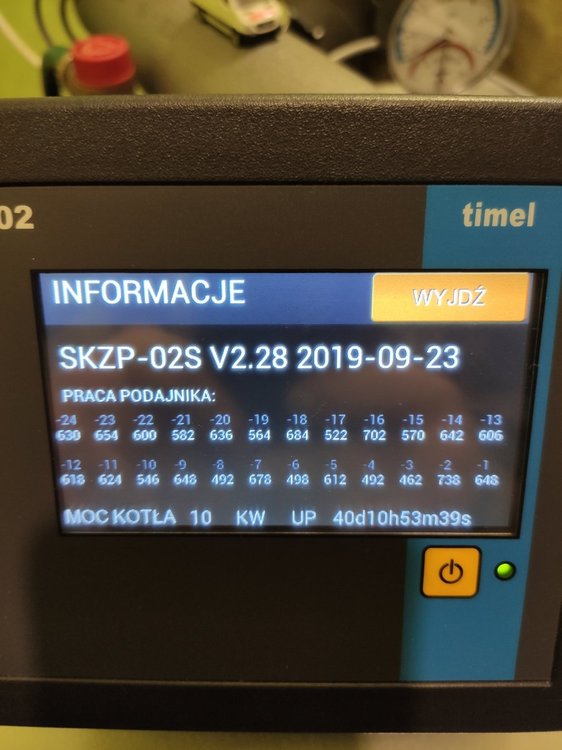 02
timel
INFORMACJE
WYJDŹ
SKZP-02S V2.28 2019-09-23
PRACA PODAJNIKA:
-24 -23 -22 -21 -20 -19 -18 -17 -16 -15 -14 -13
630 654 600 582 636 564 684 522 702 570 642 606
-12 -11 -10 -9 -8 -7 -6 -5 -4 -3 -2 -1
618 624 546 648 492 678 498 612 492 462 738 648
MOC KOTŁA 10 KW UP 40d10h53m39s